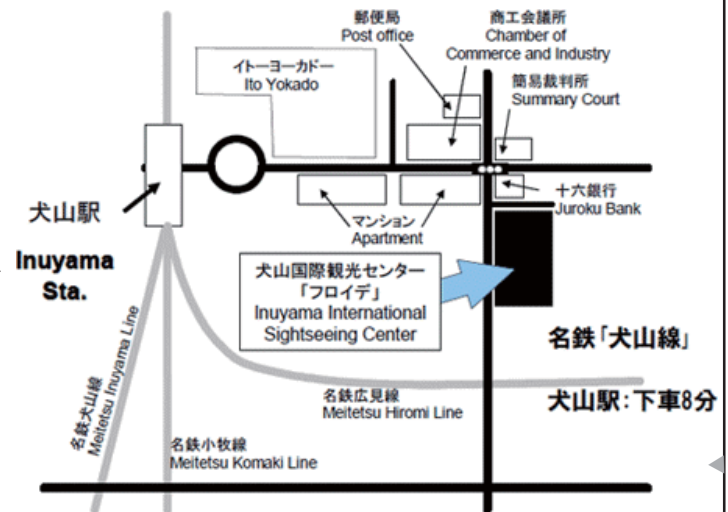 郵便局
Post office
商工会議所
Chamber of
Commerce and Industry
イトーヨーカドー
Ito Yokado
簡易裁判所
Summary Court
犬山駅
Inuyama
Sta.
十六銀行
Juroku Bank
マンション
Apartment
犬山国際観光センター
「フロイデ」
Inuyama International
Sightseeing Center
名鉄「犬山線」
犬山駅:下車8分
名鉄犬山線
Meitetsu Inuyama Line
名鉄広見線
Meitetsu Hiromi Line
名鉄小牧線
Meitetsu Komaki Line